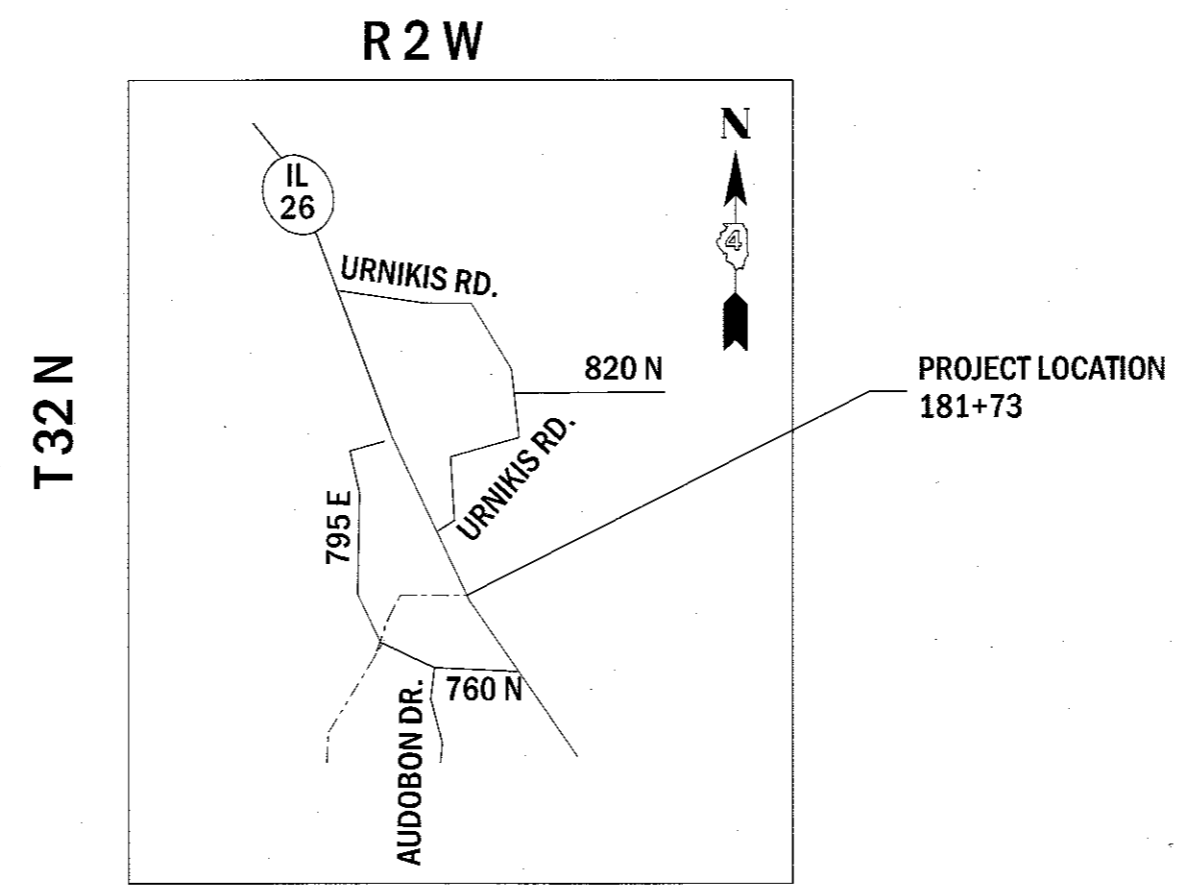 R 2 W
N
IL
26
4
URNIKIS RD.
820 N
PROJECT LOCATION
181+73
T 32 N
URNIKIS RD.
795 E
760 N
AUDOBON DR.